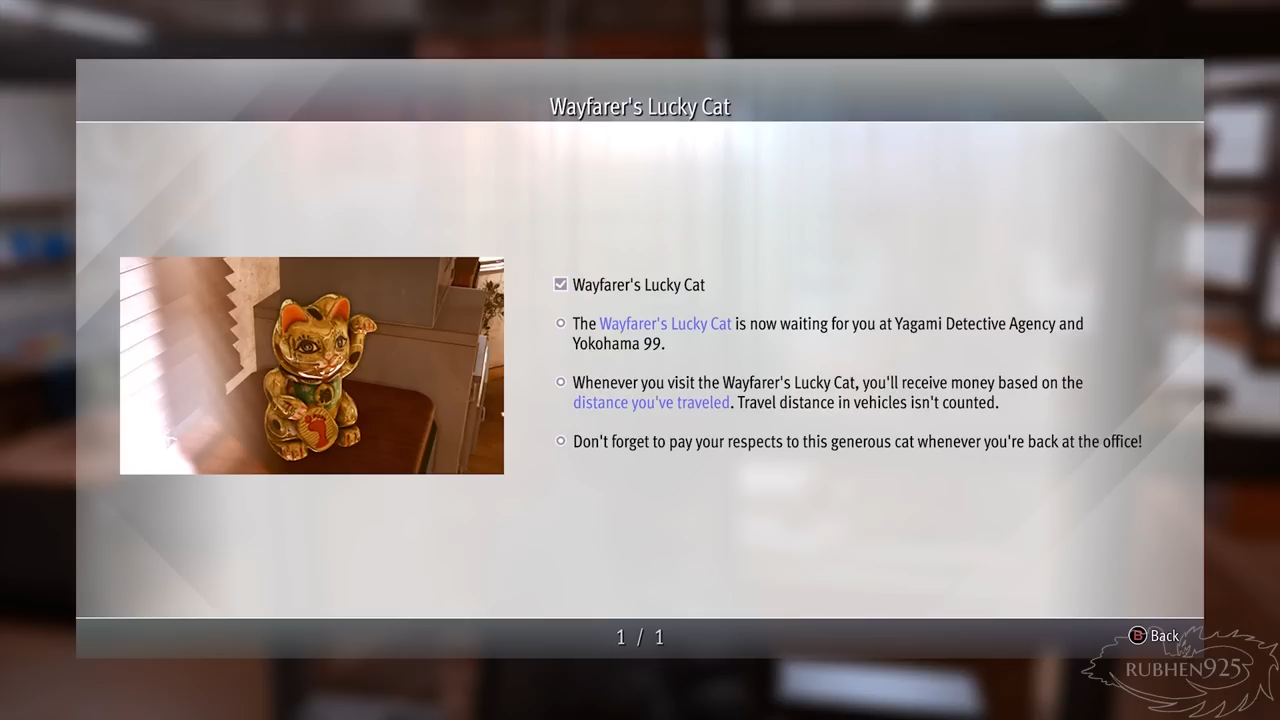 Wayfarer's Lucky Cat
Wayfarer's Lucky Cat
The Wayfarer's Lucky Cat is now waiting for you at Yagami Detective Agency and
Yokohama 99.
Whenever you visit the Wayfarer's Lucky Cat, you'll receive money based on the
distance you've traveled. Travel distance in vehicles isn't counted.
Don't forget to pay your respects to this generous cat whenever you're back at the office!
1 / 1
B Back
RUBHEN925